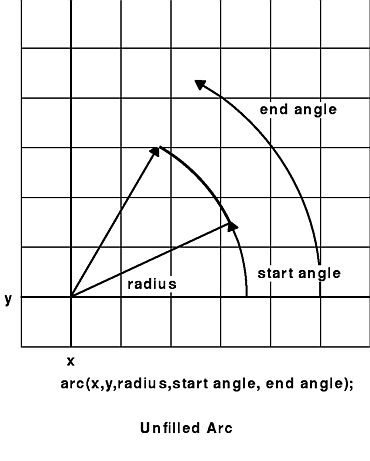 end angle
start angle
radius
y
x
arc(x,y,radius,start angle, end angle);
Unfilled Arc